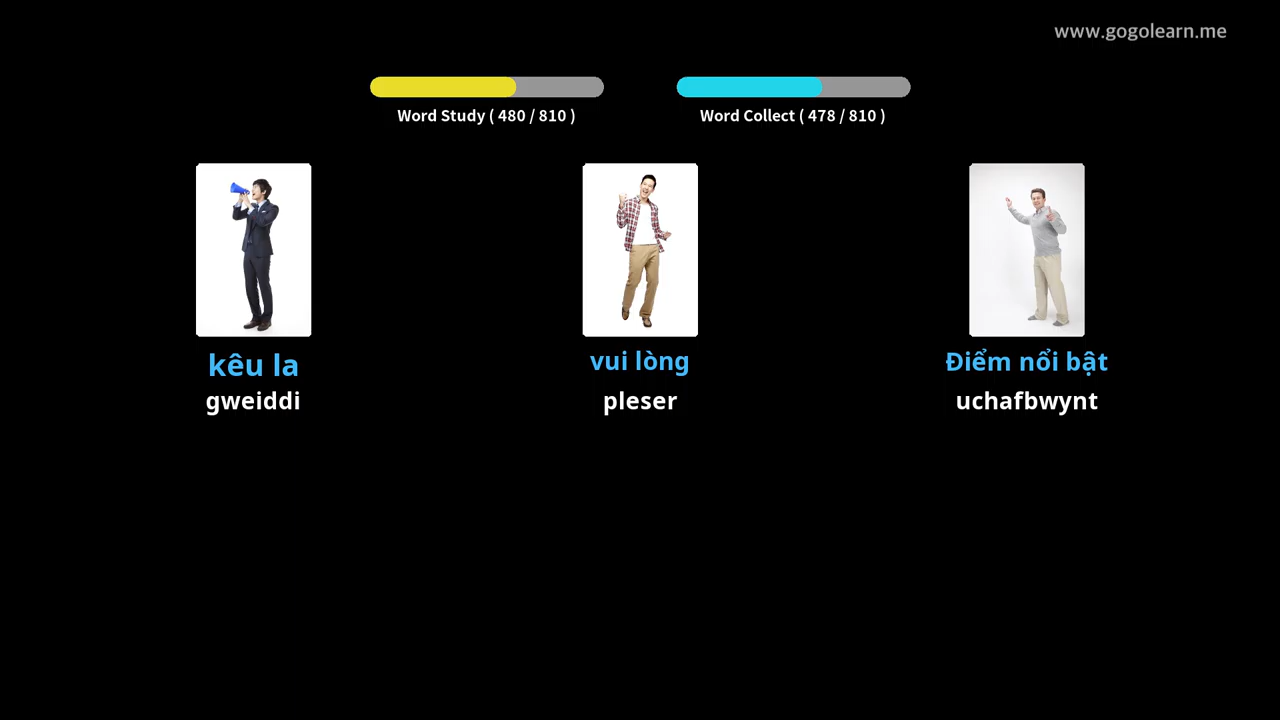 www.gogolearn.me
Word Study ( 480 / 810 )
Word Collect ( 478 / 810 )
kêu la
gweiddi
vui lòng
pleser
Điểm nổi bật
uchafbwynt